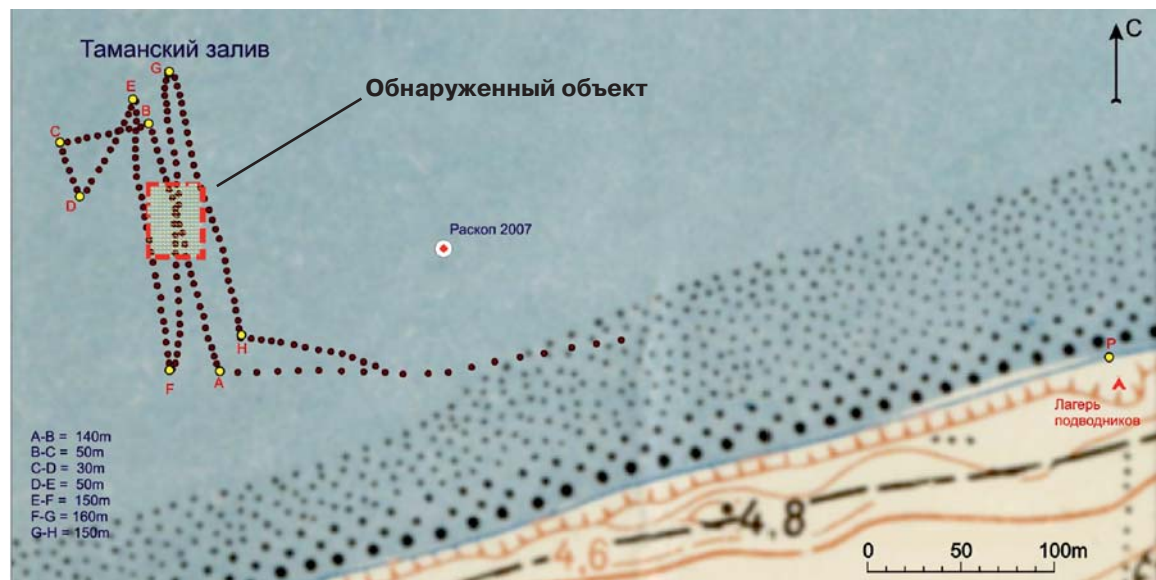 С
Таманский залив
G
E
Обнаруженный объект
B
C
D
Раскоп 2007
H
P
F
A
Лагерь
подводников
A-B = 140m
B-C = 50m
C-D = 30m
D-E = 50m
E-F = 150m
F-G = 160m
G-H = 150m
4,8
4,6
0 50 100m